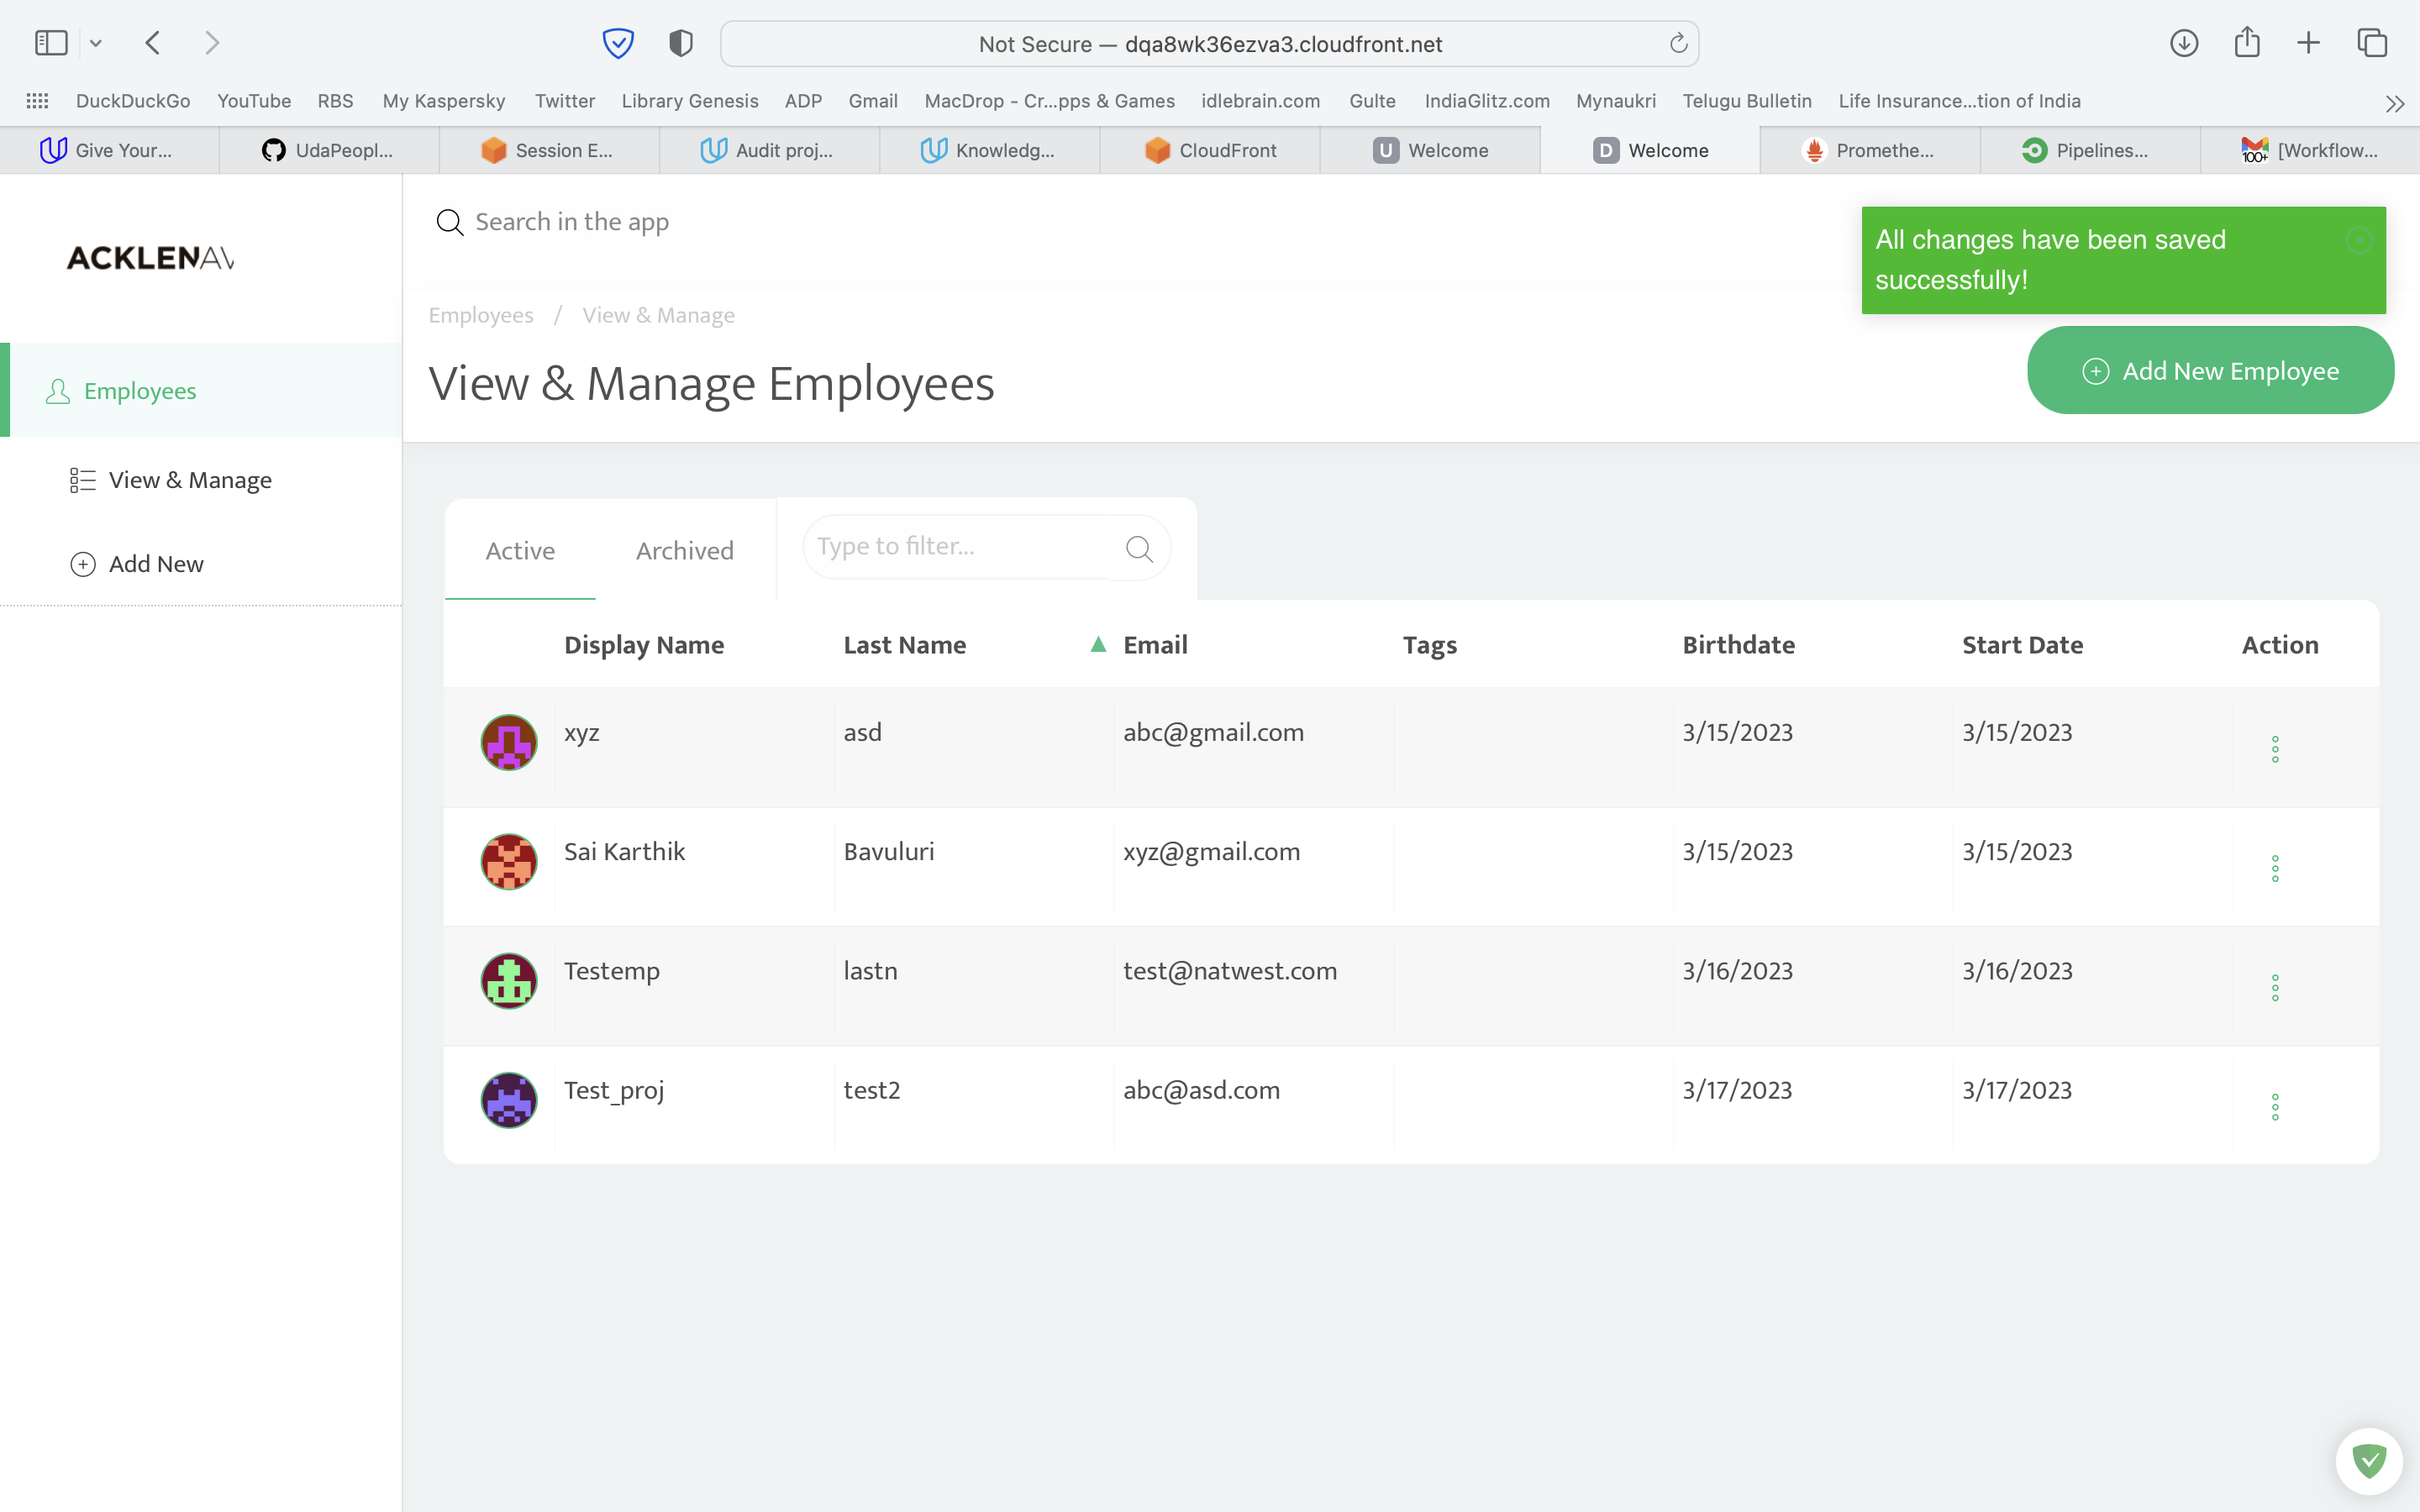 Not Secure — dqa8wk36ezva3.cloudfront.net
DuckDuckGo YouTube RBS My Kaspersky Twitter Library Genesis ADP Gmail MacDrop - Cr...pps & Games idlebrain.com Gulte IndiaGlitz.com Mynaukri Telugu Bulletin Life Insurance...tion of India
Give Your... UdaPeopl... Session E... Audit proj... Knowledg... CloudFront U Welcome D Welcome Promethe... Pipelines... 100+ [Workflow...
ACKLENAV
Search in the app
All changes have been saved
successfully!
Employees / View & Manage
View & Manage Employees
Add New Employee
Employees
View & Manage
Add New
Active Archived Type to filter...
Display Name Last Name Email Tags Birthdate Start Date Action
xyz asd abc@gmail.com 3/15/2023 3/15/2023
Sai Karthik Bavuluri xyz@gmail.com 3/15/2023 3/15/2023
Testemp lastn test@natwest.com 3/16/2023 3/16/2023
Test_proj test2 abc@asd.com 3/17/2023 3/17/2023